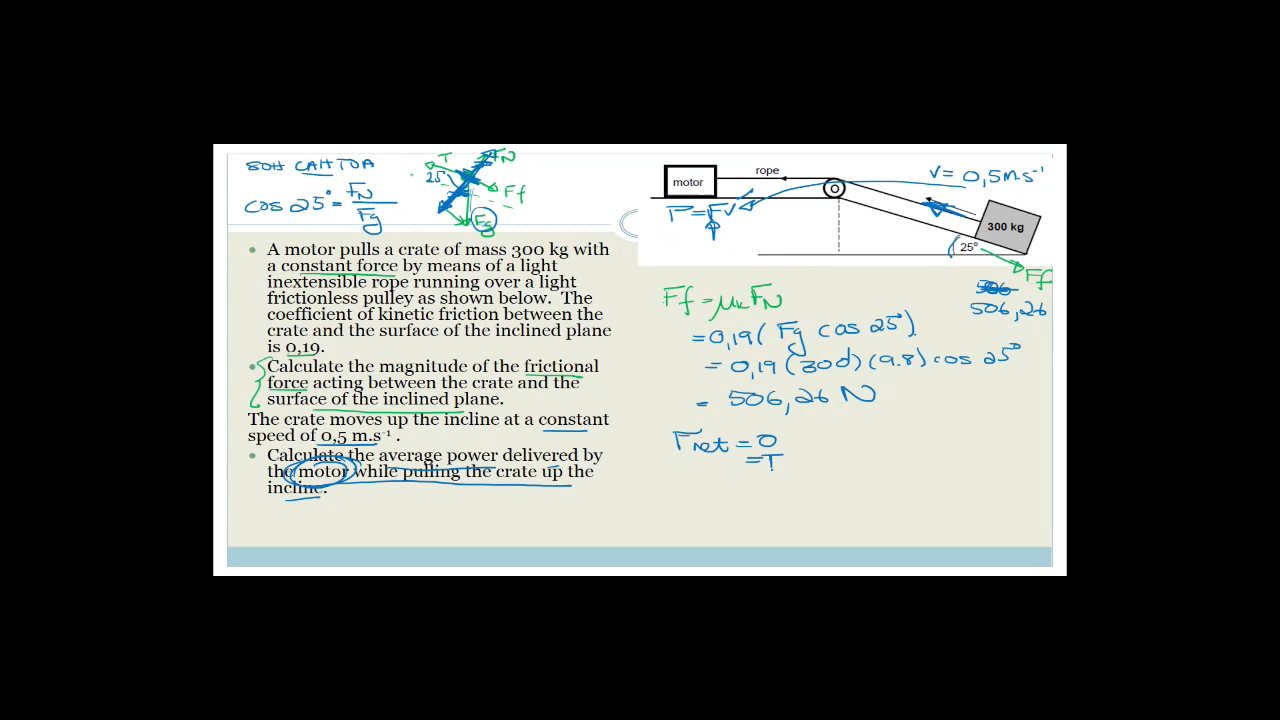 SOH CAH TOA
cos 25° = FN
Fg
T
FN
25
Ff
Fg
A motor pulls a crate of mass 300 kg with
a constant force by means of a light
inextensible rope running over a light
frictionless pulley as shown below. The
coefficient of kinetic friction between the
crate and the surface of the inclined plane
is 0,19.
Calculate the magnitude of the frictional
force acting between the crate and the
surface of the inclined plane.
The crate moves up the incline at a constant
speed of 0,5 m.s-1 .
Calculate the average power delivered by
the motor while pulling the crate up the
incline.
motor
rope
v = 0,5m.s-1
P = Fv
300 kg
25°
Ff
506,26
Ff = μkFN
= 0,19( Fg cos 25°).
= 0,19 (300) (9.8) cos 25°
= 506,26 N
Fnet = 0
= T